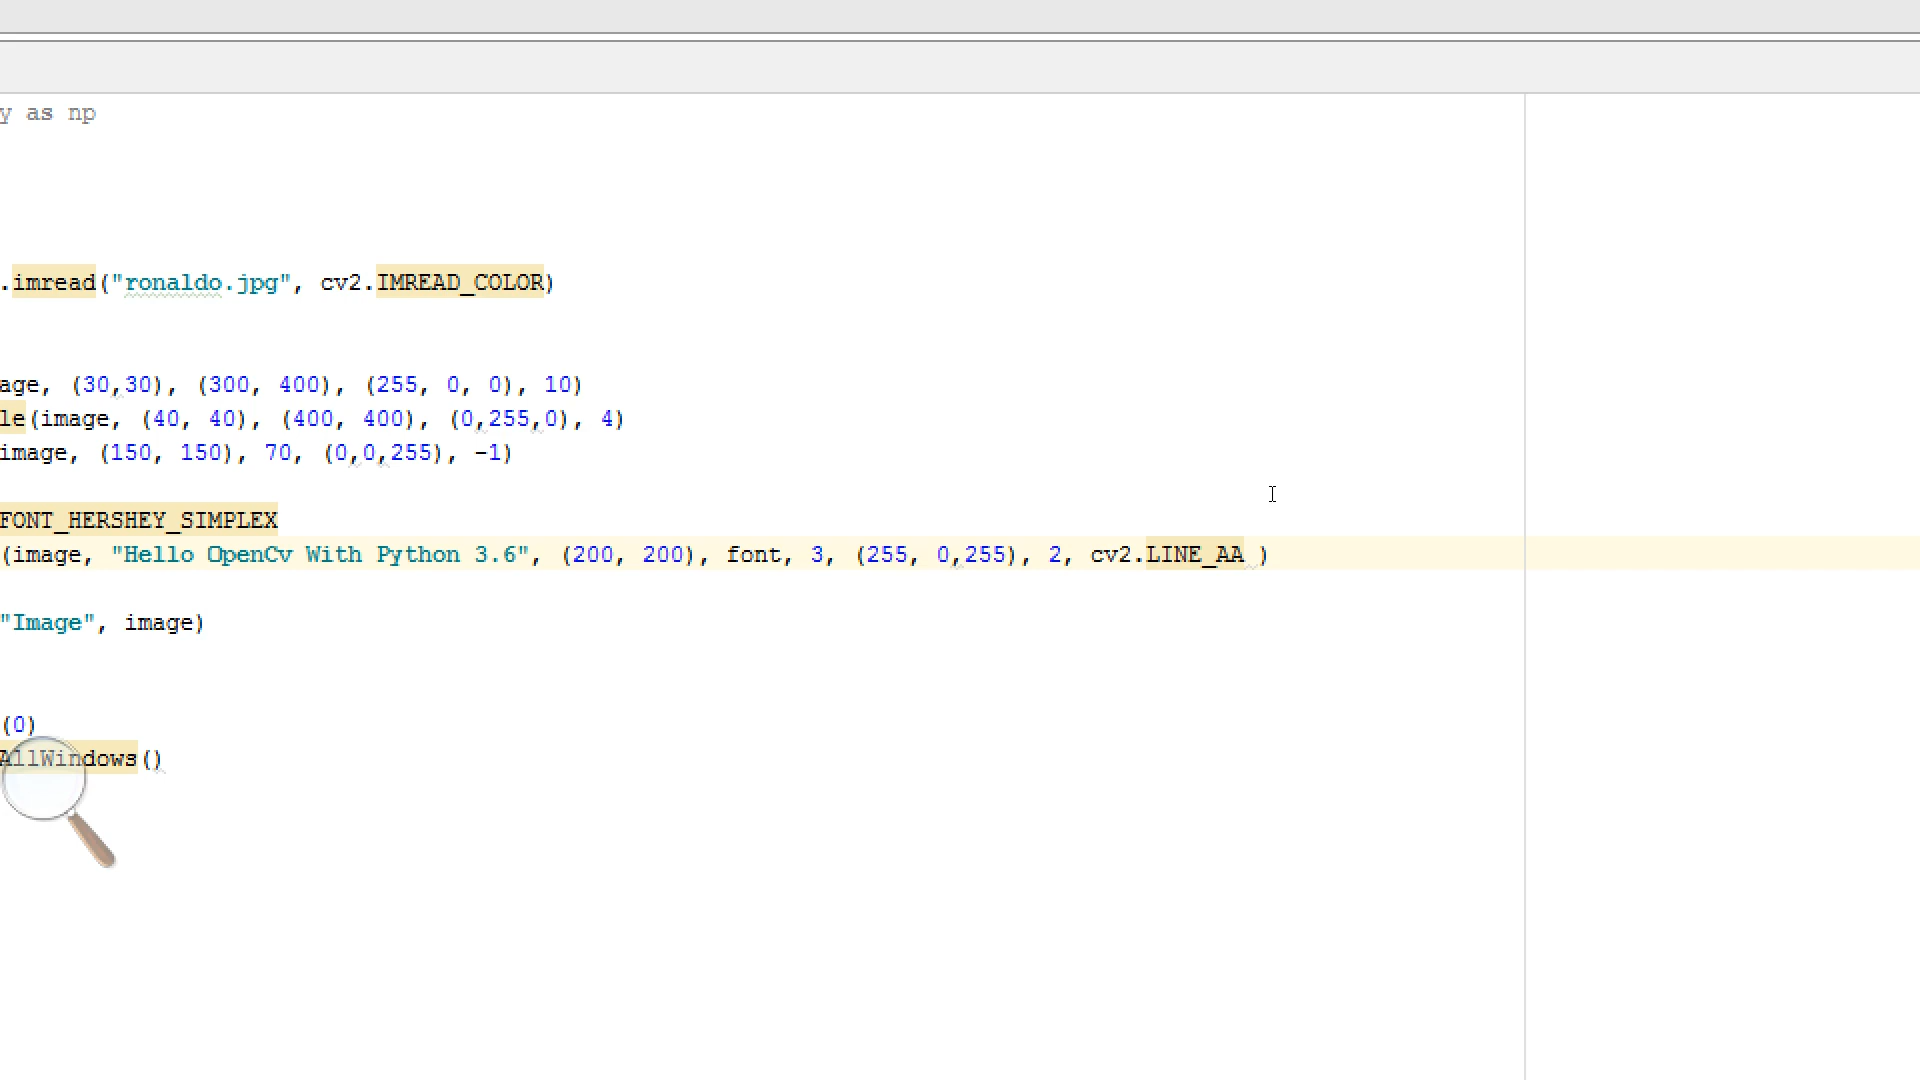 y as np
.imread("ronaldo.jpg", cv2.IMREAD_COLOR)
age, (30,30), (300, 400), (255, 0, 0), 10)
le(image, (40, 40), (400, 400), (0,255,0), 4)
image, (150, 150), 70, (0,0,255), -1)
FONT_HERSHEY_SIMPLEX
(image, "Hello OpenCv With Python 3.6", (200, 200), font, 3, (255, 0,255), 2, cv2.LINE_AA )
"Image", image)
(0)
AllWindows()